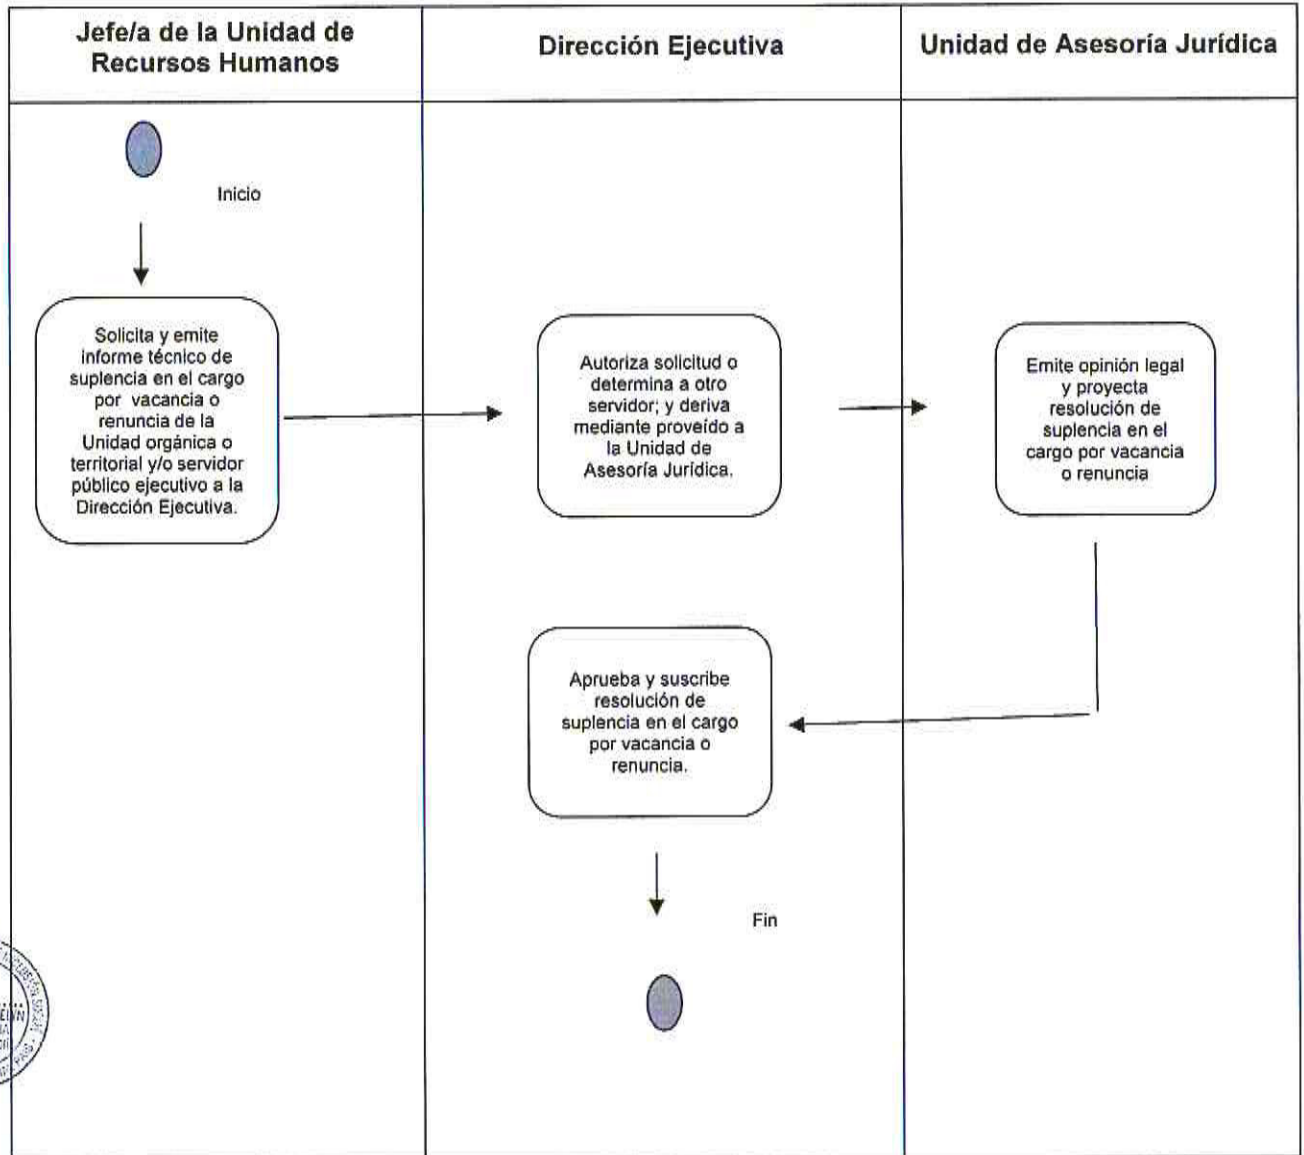 Jefe/a de la Unidad de
Recursos Humanos
Dirección Ejecutiva
Unidad de Asesoría Jurídica
Inicio
Solicita y emite
informe técnico de
suplencia en el cargo
por vacancia o
renuncia de la
Unidad orgánica o
territorial y/o servidor
público ejecutivo a la
Dirección Ejecutiva.
Autoriza solicitud o
determina a otro
servidor; y deriva
mediante proveído a
la Unidad de
Asesoría Jurídica.
Emite opinión legal
y proyecta
resolución de
suplencia en el
cargo por vacancia
o renuncia
Aprueba y suscribe
resolución de
suplencia en el cargo
por vacancia o
renuncia.
Fin
INCLUSIÓN SOCIAL